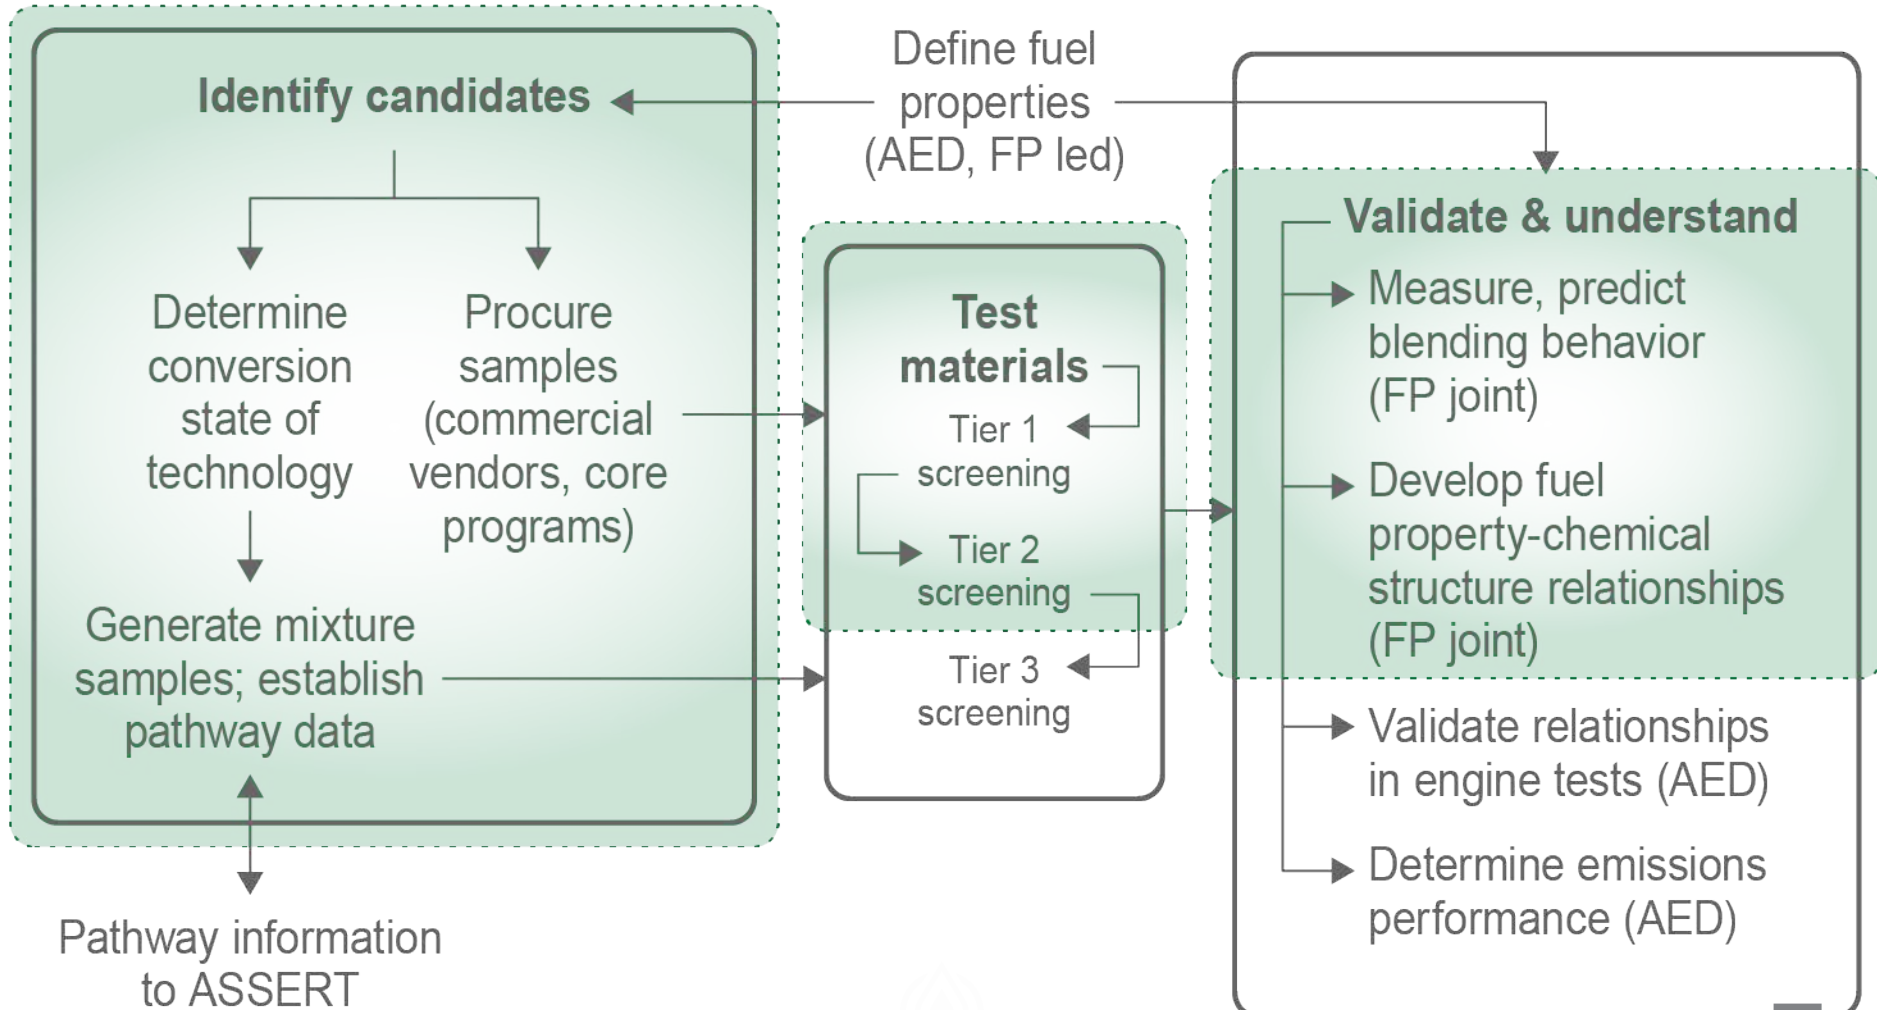 Identify candidates
Determine
conversion
state of
technology
Procure
samples
(commercial
vendors, core
programs)
Generate mixture
samples; establish
pathway data
Pathway information
to ASSERT
Define fuel
properties
(AED, FP led)
Test
materials
Tier 1
screening
Tier 2
screening
Tier 3
screening
Validate & understand
Measure, predict
blending behavior
(FP joint)
Develop fuel
property-chemical
structure relationships
(FP joint)
Validate relationships
in engine tests (AED)
Determine emissions
performance (AED)